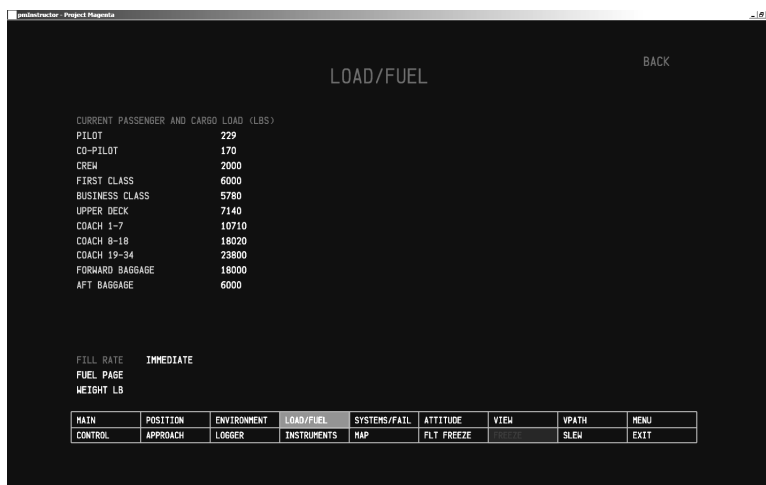 pmInstructor - Project Magenta
BACK
LOAD/FUEL
CURRENT PASSENGER AND CARGO LOAD (LBS)
PILOT 229
CO-PILOT 170
CREW 2000
FIRST CLASS 6000
BUSINESS CLASS 5780
UPPER DECK 7140
COACH 1-7 10710
COACH 8-18 18020
COACH 19-34 23800
FORWARD BAGGAGE 18000
AFT BAGGAGE 6000
FILL RATE IMMEDIATE
FUEL PAGE
WEIGHT LB
MAIN POSITION ENVIRONMENT LOAD/FUEL SYSTEMS/FAIL ATTITUDE VIEW VPATH MENU
CONTROL APPROACH LOGGER INSTRUMENTS MAP FLT FREEZE FREEZE SLEW EXIT